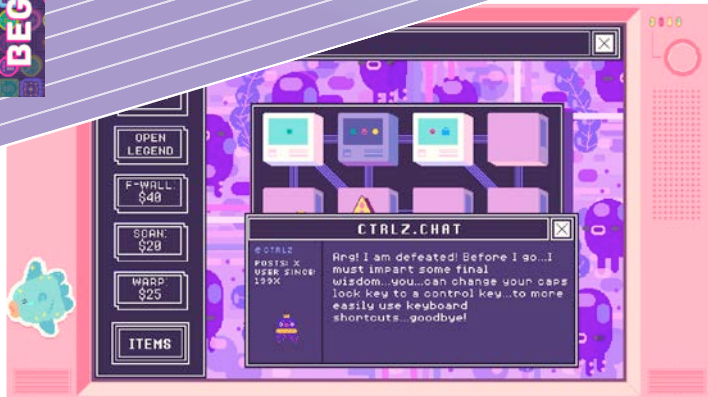 BEG
OPEN
LEGEND
F-WALL:
$40
SCAN:
$20
WARP:
$25
ITEMS
CTRLZ.CHAT
@CTRLZ
POSTS: X
USER SINCE:
199X
Arg! I am defeated! Before I go...I
must impart some final
wisdom...you...can change your caps
lock key to a control key...to more
easily use keyboard
shortcuts...goodbye!